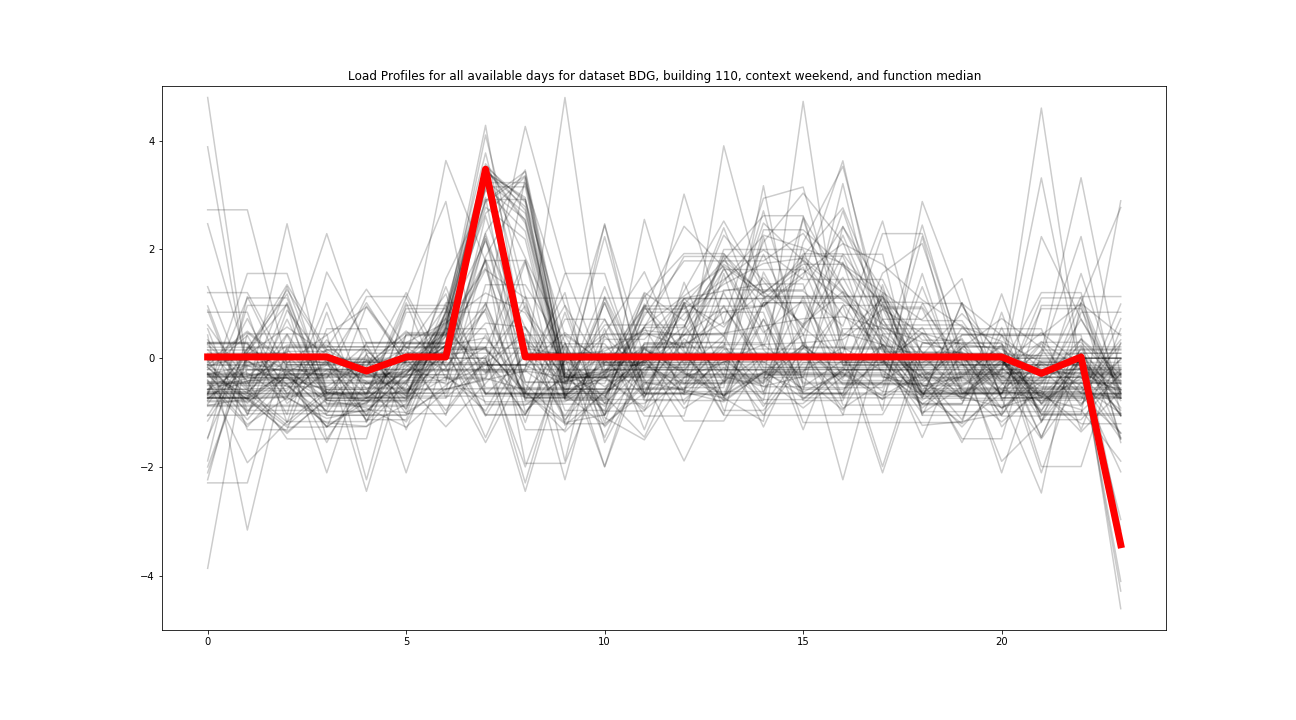 Load Profiles for all available days for dataset BDG, building 110, context weekend, and function median
4
2
0
−2
−4
0 5 10 15 20